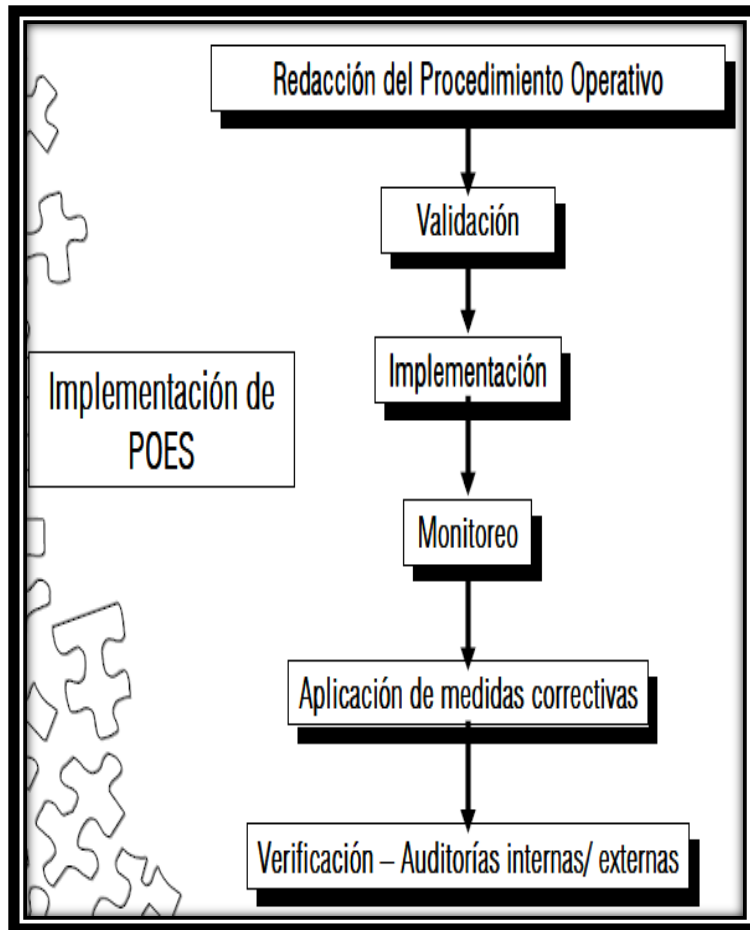 Redacción del Procedimiento Operativo
Validación
Implementación
Implementación de
POES
Monitoreo
Aplicación de medidas correctivas
Verificación – Auditorías internas/ externas